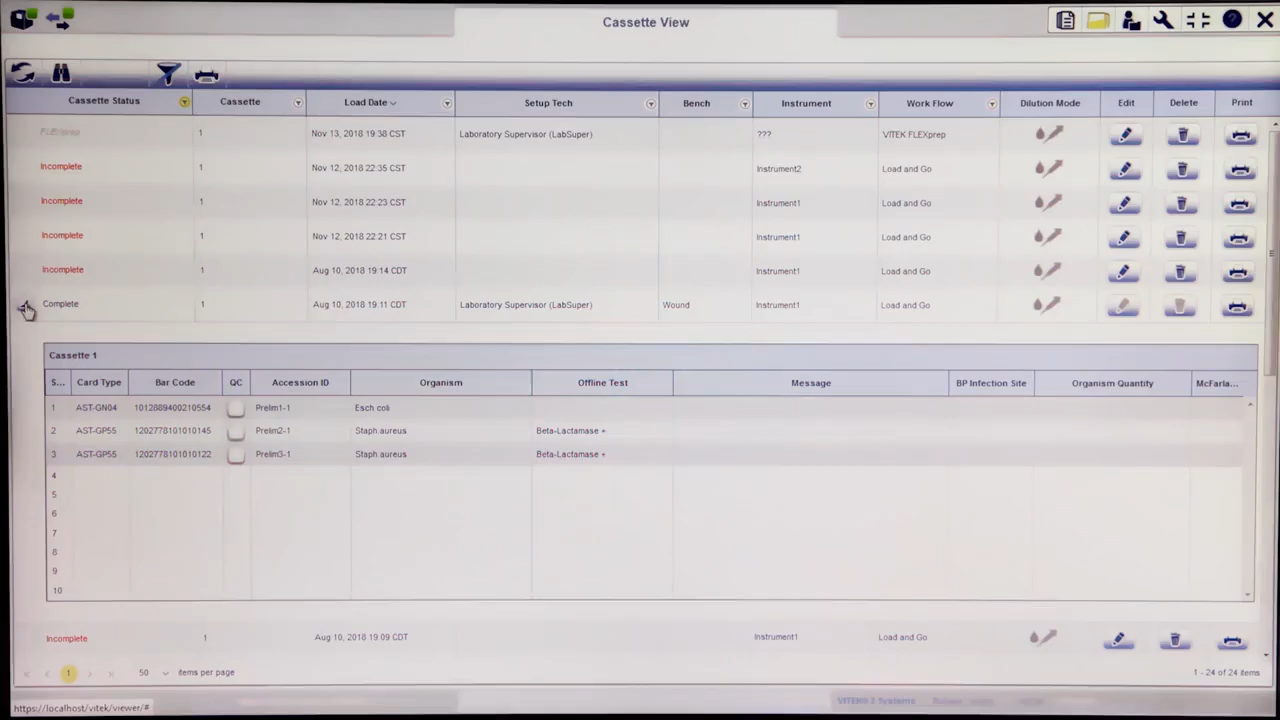 Cassette View
Cassette Status Cassette Load Date Setup Tech Bench Instrument Work Flow Dilution Mode Edit Delete Print
FLEXprep 1 Nov 13, 2018 19:38 CST Laboratory Supervisor (LabSuper) ??? VITEK FLEXprep
Incomplete 1 Nov 12, 2018 22:35 CST Instrument2 Load and Go
Incomplete 1 Nov 12, 2018 22:23 CST Instrument1 Load and Go
Incomplete 1 Nov 12, 2018 22:21 CST Instrument1 Load and Go
Incomplete 1 Aug 10, 2018 19:14 CDT Instrument1 Load and Go
Complete 1 Aug 10, 2018 19:11 CDT Laboratory Supervisor (LabSuper) Wound Instrument1 Load and Go
Cassette 1
S... Card Type Bar Code QC Accession ID Organism Offline Test Message BP Infection Site Organism Quantity McFarla...
1 AST-GN04 1012889400210554 Prelim1-1 Esch coli
2 AST-GP55 1202778101010145 Prelim2-1 Staph aureus Beta-Lactamase +
3 AST-GP55 1202778101010122 Prelim3-1 Staph aureus Beta-Lactamase +
4
5
6
7
8
9
10
Incomplete 1 Aug 10, 2018 19:09 CDT Instrument1 Load and Go
1 50 items per page 1 - 24 of 24 items
https://localhost/vitek/viewer/#